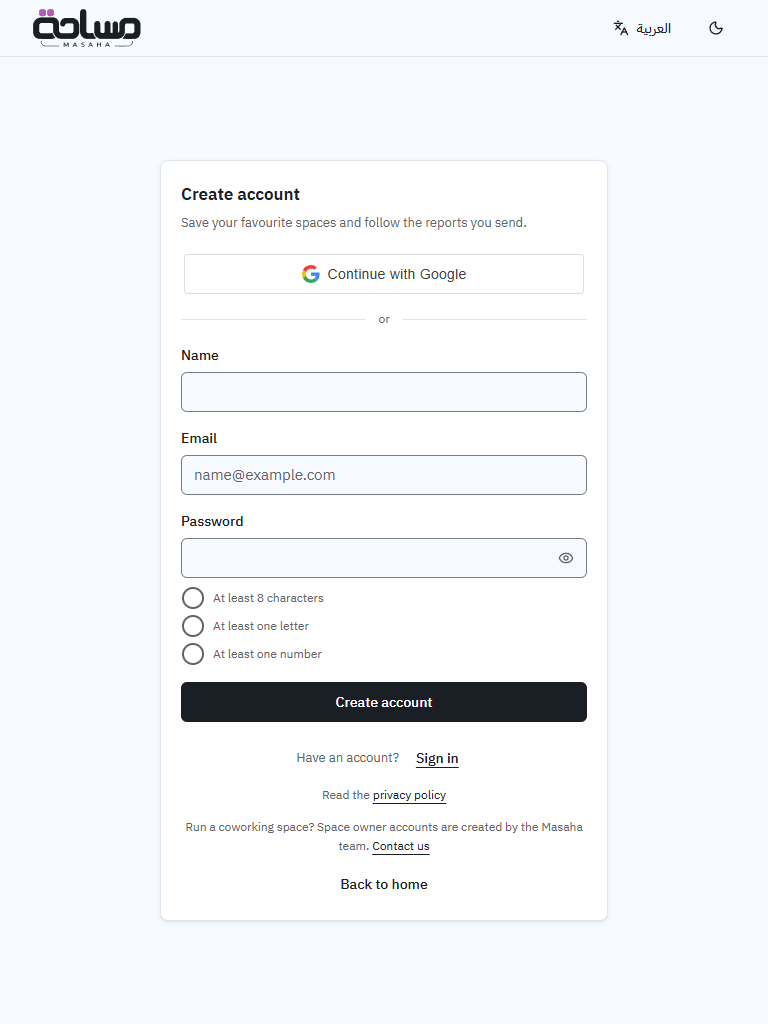 مساحة
MASAHA
العربية
Create account
Save your favourite spaces and follow the reports you send.
Continue with Google
or
Name
Email
name@example.com
Password
At least 8 characters
At least one letter
At least one number
Create account
Have an account? Sign in
Read the privacy policy
Run a coworking space? Space owner accounts are created by the Masaha
team. Contact us
Back to home